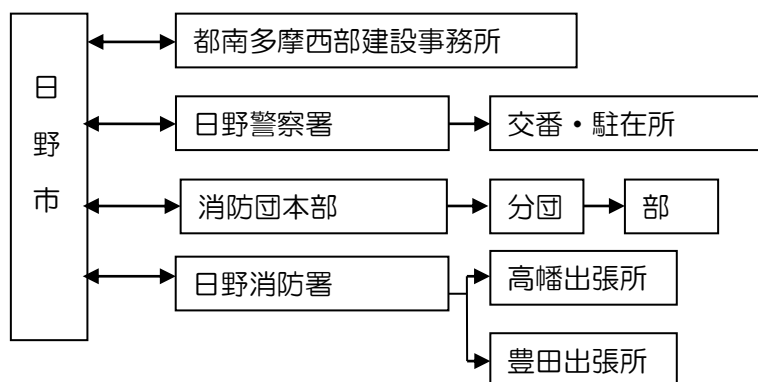 日野市
都南多摩西部建設事務所
日野警察署
交番・駐在所
消防団本部
分団
部
日野消防署
高幡出張所
豊田出張所